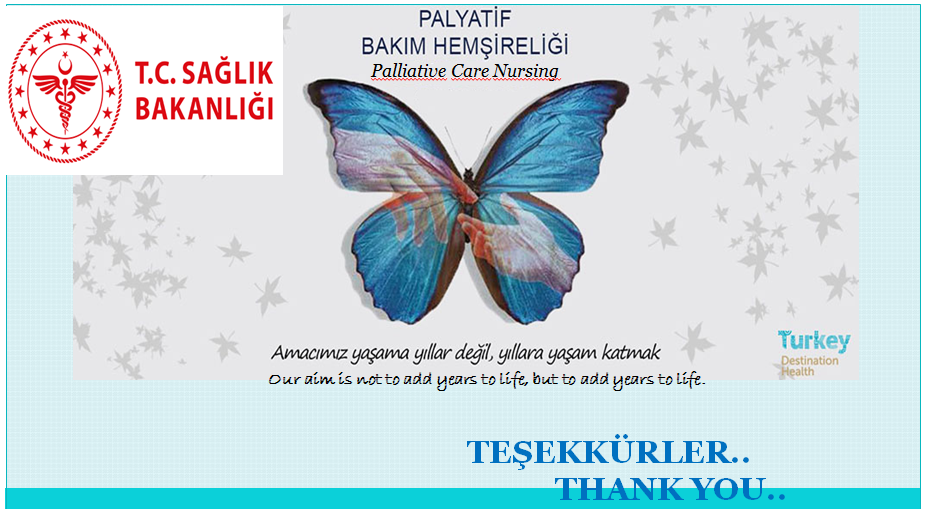 T.C. SAĞLIK
BAKANLIĞI
PALYATİF
BAKIM HEMŞİRELİĞİ
Palliative Care Nursing
Amacımız yaşama yıllar değil, yıllara yaşam katmak
Our aim is not to add years to life, but to add years to life.
Turkey
Destination
Health
TEŞEKKÜRLER..
THANK YOU..